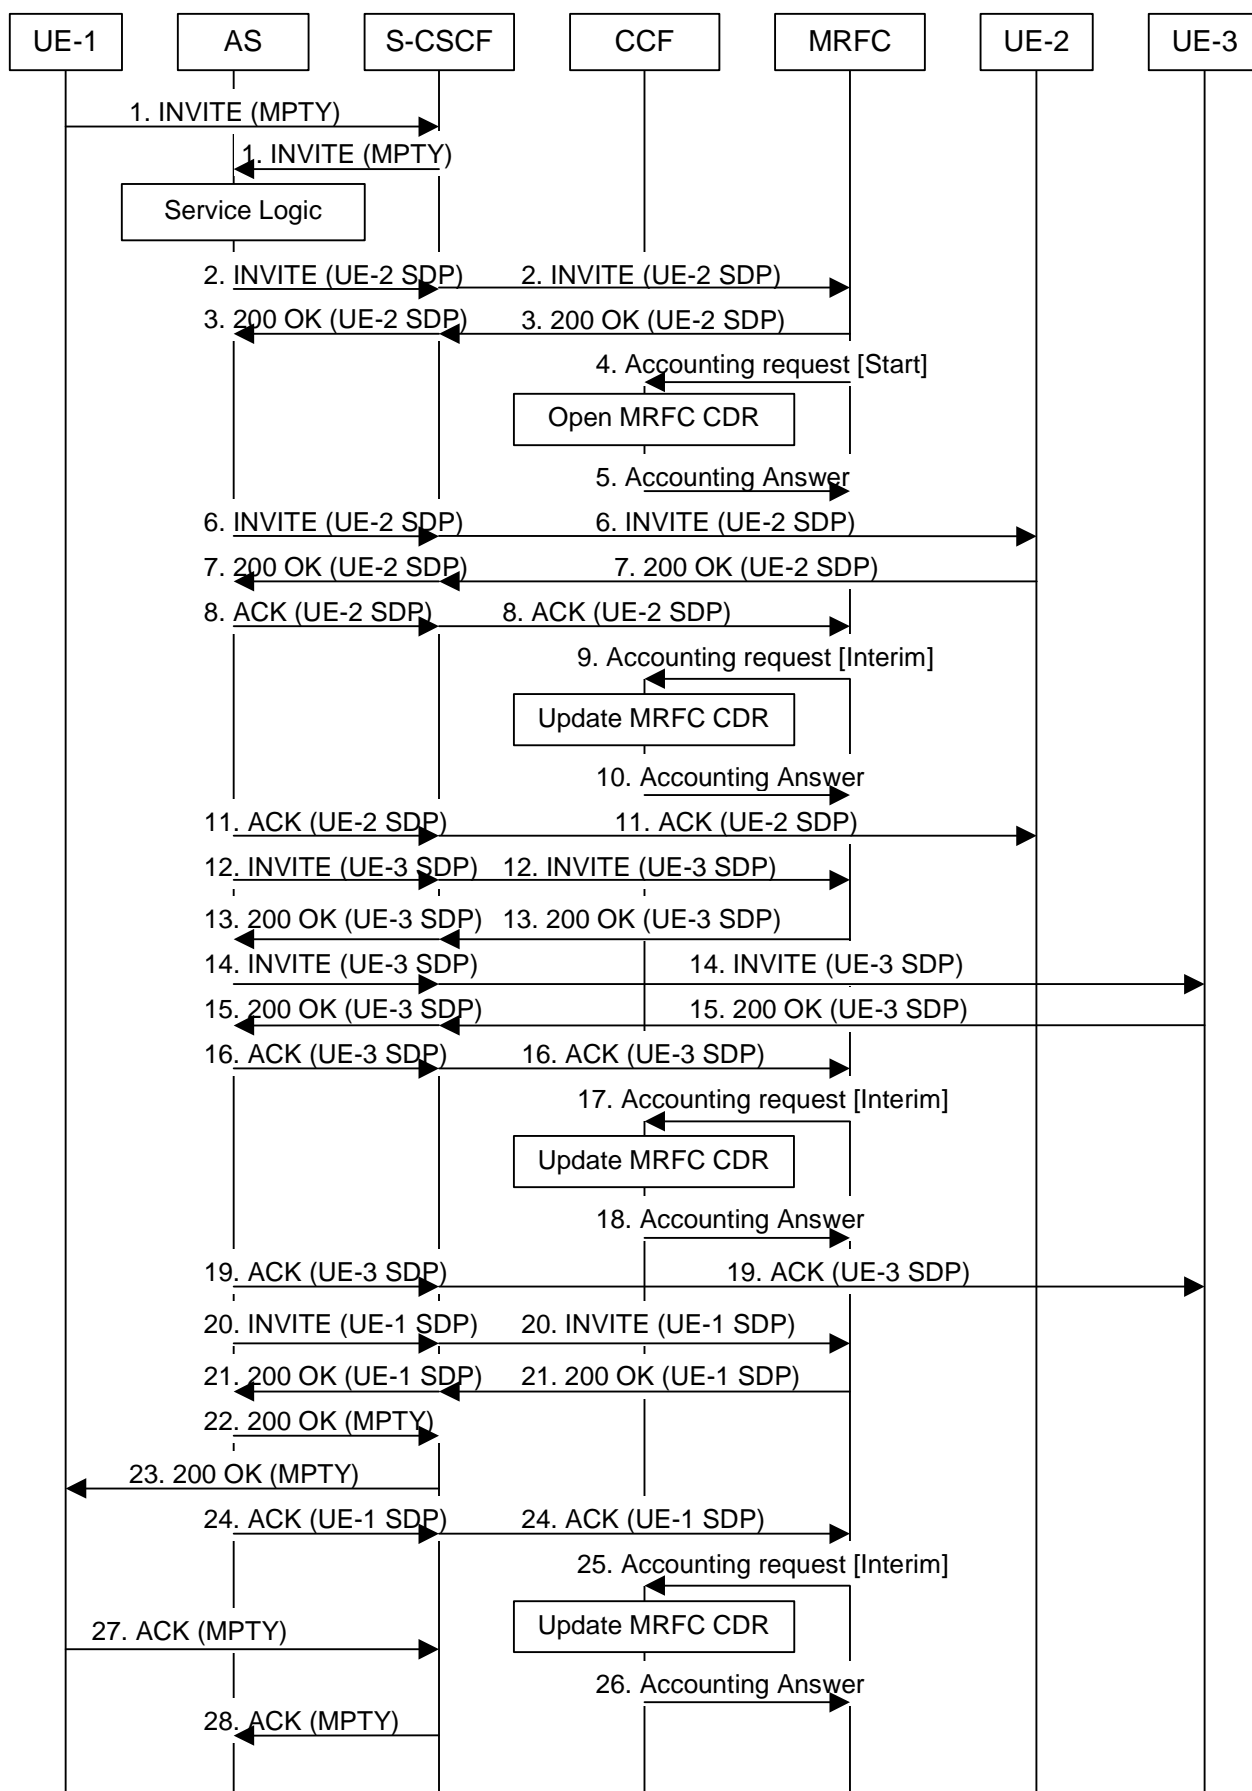 UE-1 AS S-CSCF CCF MRFC UE-2 UE-3
1. INVITE (MPTY)
1. INVITE (MPTY)
Service Logic
2. INVITE (UE-2 SDP) 2. INVITE (UE-2 SDP)
3. 200 OK (UE-2 SDP) 3. 200 OK (UE-2 SDP)
4. Accounting request [Start]
Open MRFC CDR
5. Accounting Answer
6. INVITE (UE-2 SDP) 6. INVITE (UE-2 SDP)
7. 200 OK (UE-2 SDP) 7. 200 OK (UE-2 SDP)
8. ACK (UE-2 SDP) 8. ACK (UE-2 SDP)
9. Accounting request [Interim]
Update MRFC CDR
10. Accounting Answer
11. ACK (UE-2 SDP) 11. ACK (UE-2 SDP)
12. INVITE (UE-3 SDP) 12. INVITE (UE-3 SDP)
13. 200 OK (UE-3 SDP) 13. 200 OK (UE-3 SDP)
14. INVITE (UE-3 SDP) 14. INVITE (UE-3 SDP)
15. 200 OK (UE-3 SDP) 15. 200 OK (UE-3 SDP)
16. ACK (UE-3 SDP) 16. ACK (UE-3 SDP)
17. Accounting request [Interim]
Update MRFC CDR
18. Accounting Answer
19. ACK (UE-3 SDP) 19. ACK (UE-3 SDP)
20. INVITE (UE-1 SDP) 20. INVITE (UE-1 SDP)
21. 200 OK (UE-1 SDP) 21. 200 OK (UE-1 SDP)
22. 200 OK (MPTY)
23. 200 OK (MPTY)
24. ACK (UE-1 SDP) 24. ACK (UE-1 SDP)
25. Accounting request [Interim]
Update MRFC CDR
27. ACK (MPTY)
26. Accounting Answer
28. ACK (MPTY)